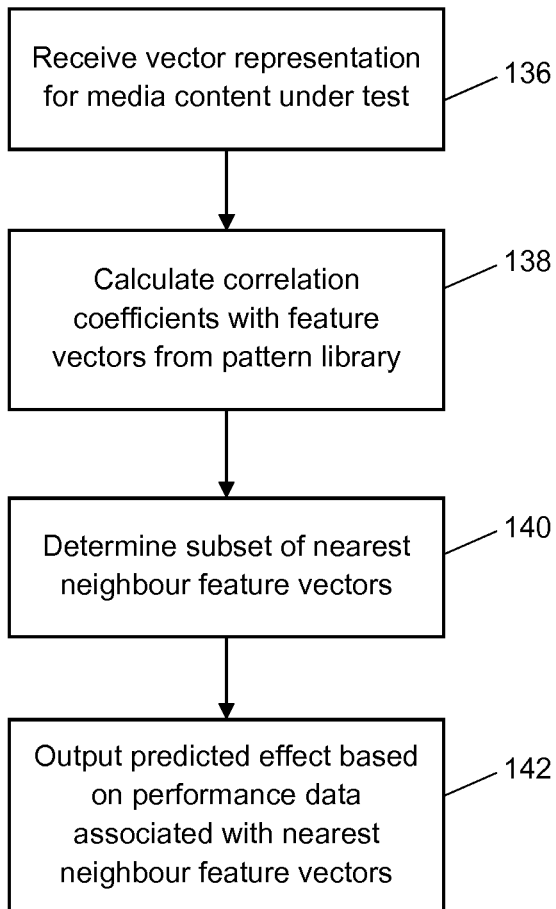 Receive vector representation
for media content under test
136
Calculate correlation
coefficients with feature
vectors from pattern library
138
Determine subset of nearest
neighbour feature vectors
140
Output predicted effect based
on performance data
associated with nearest
neighbour feature vectors
142